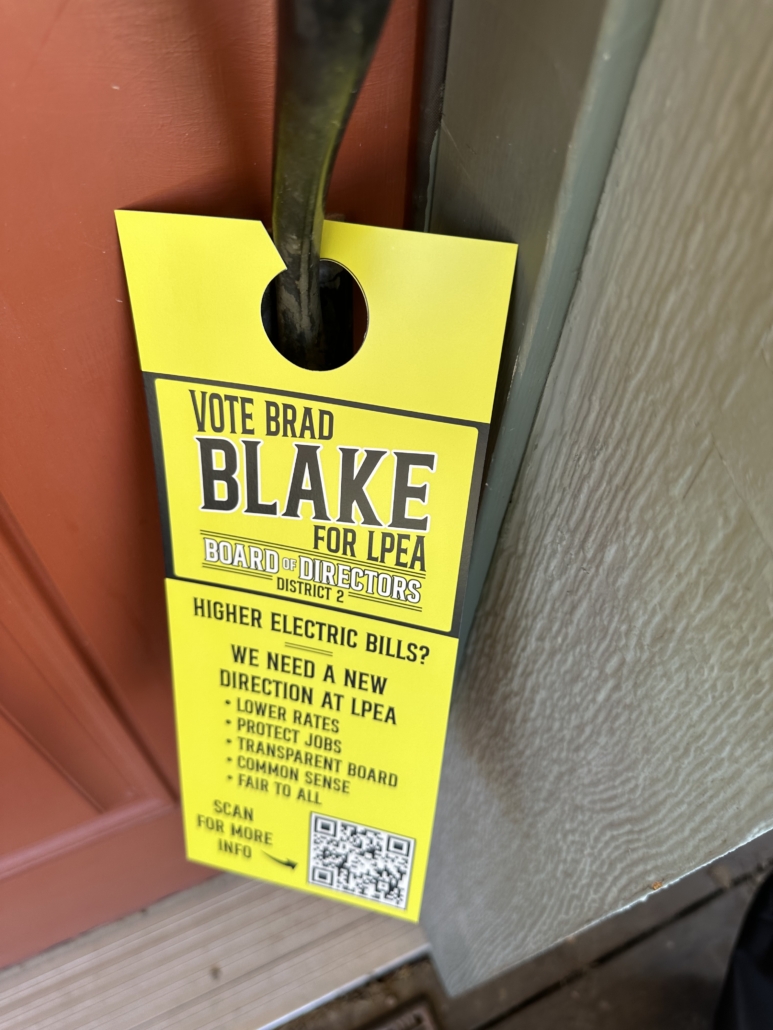 VOTE BRAD
BLAKE
FOR LPEA
BOARD OF DIRECTORS
DISTRICT 2
HIGHER ELECTRIC BILLS?
WE NEED A NEW
DIRECTION AT LPEA
• LOWER RATES
• PROTECT JOBS
• TRANSPARENT BOARD
• COMMON SENSE
• FAIR TO ALL
SCAN
FOR MORE
INFO